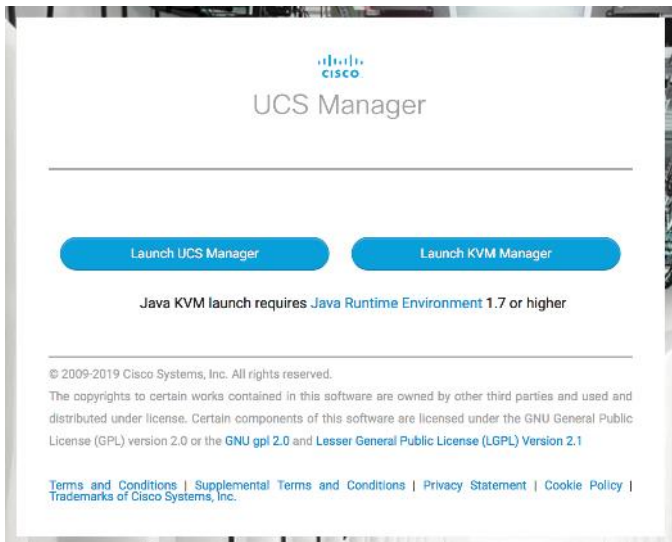 CISCO
UCS Manager
Launch UCS Manager
Launch KVM Manager
Java KVM launch requires Java Runtime Environment 1.7 or higher
© 2009-2019 Cisco Systems, Inc. All rights reserved.
The copyrights to certain works contained in this software are owned by other third parties and used and
distributed under license. Certain components of this software are licensed under the GNU General Public
License (GPL) version 2.0 or the GNU gpl 2.0 and Lesser General Public License (LGPL) Version 2.1
Terms and Conditions | Supplemental Terms and Conditions | Privacy Statement | Cookie Policy |
Trademarks of Cisco Systems, Inc.